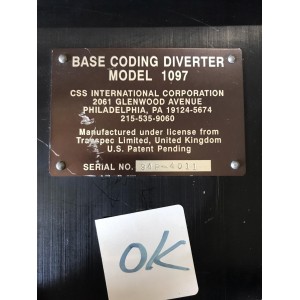 BASE CODING DIVERTER
MODEL 1097
CSS INTERNATIONAL CORPORATION
2061 GLENWOOD AVENUE
PHILADELPHIA, PA 19124-5674
215-535-9060
Manufactured under license from
Transpec Limited, United Kingdom
U.S. Patent Pending
SERIAL NO.
OK